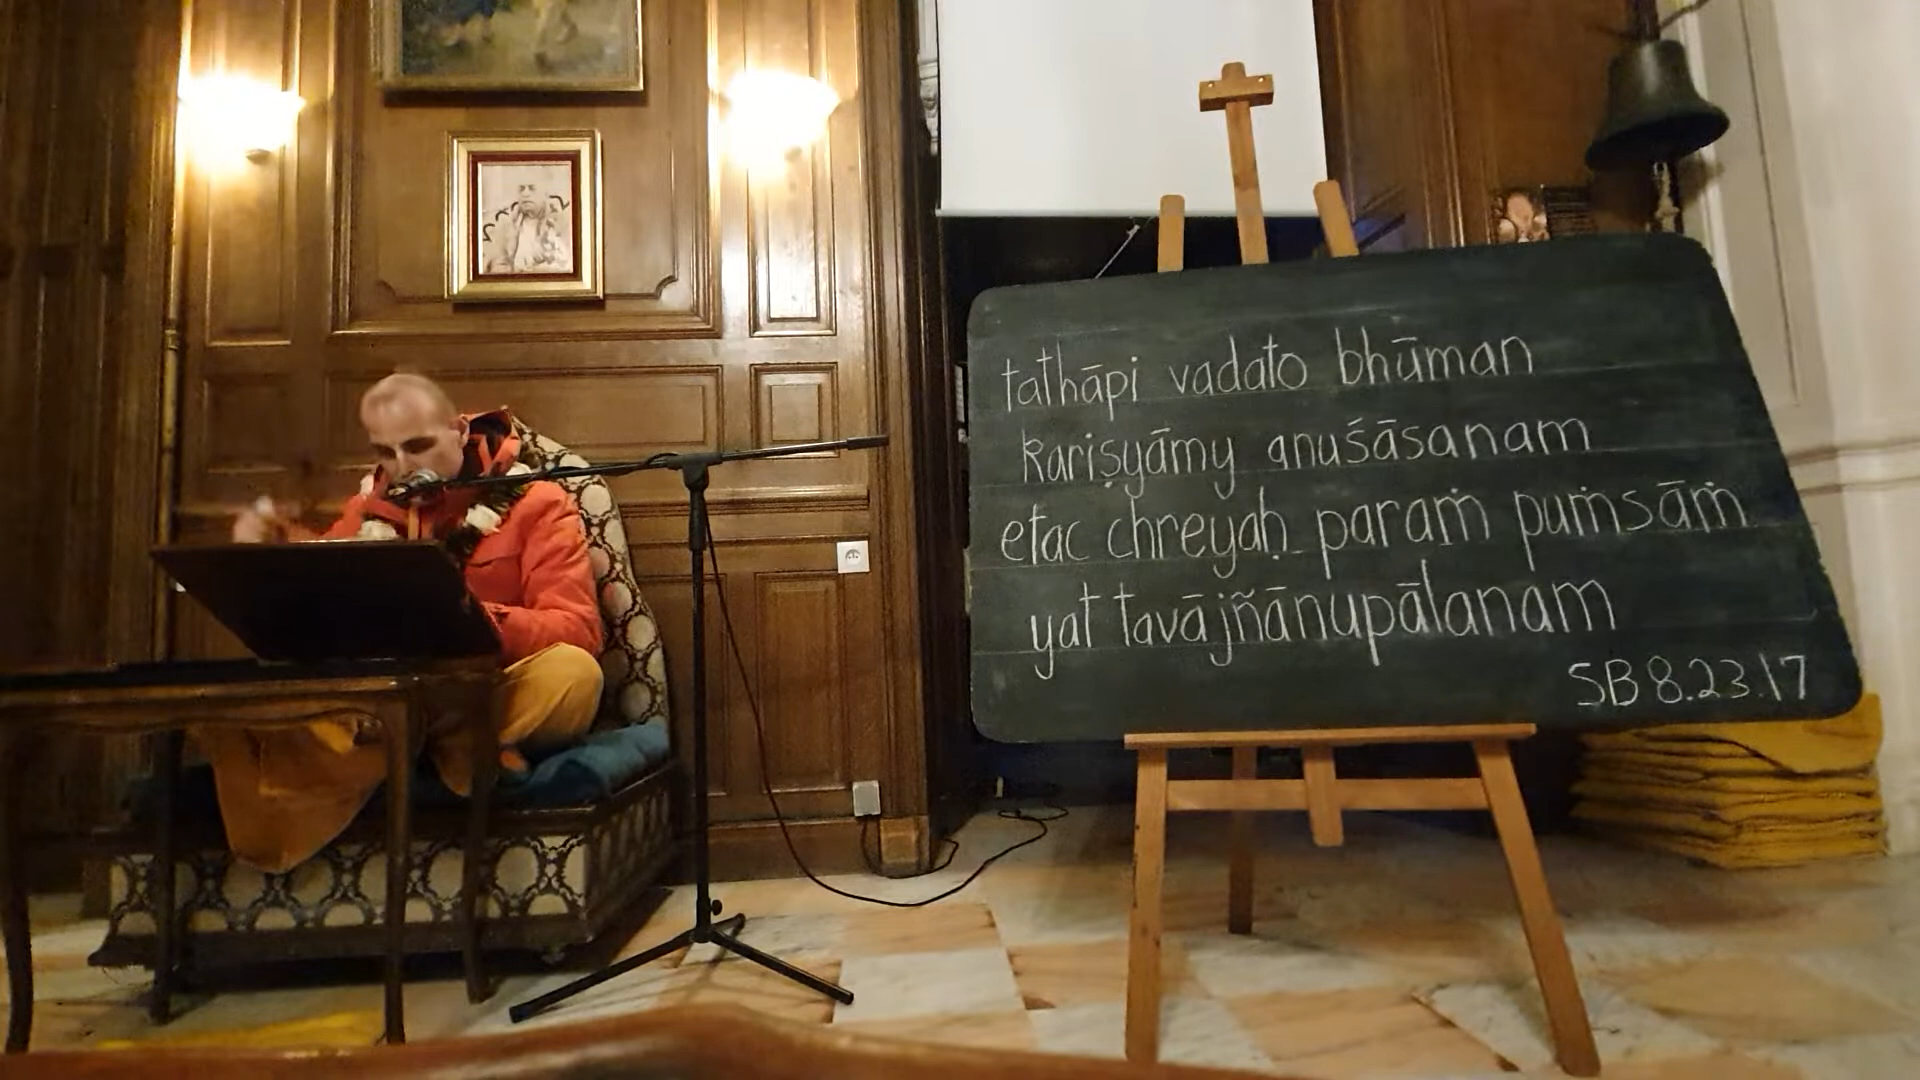 tathāpi vadato bhūman
kariṣyāmy anuśāsanam
etac chreyaḥ paraṁ puṁsāṁ
yat tavājñānupālanam
SB 8.23.17